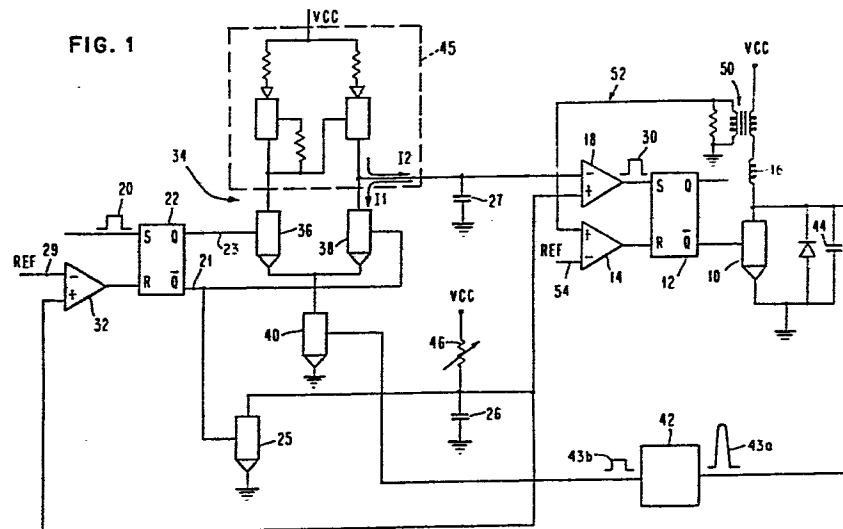 FIG. 1
VCC
45
VCC
50
52
18
30
16
I2
34
I1
27
20
22
S
Q
36
38
S
Q
44
29
REF
23
REF
54
14
R
Q̄
12
10
21
R
Q̄
32
40
VCC
46
25
26
42
43b
43a